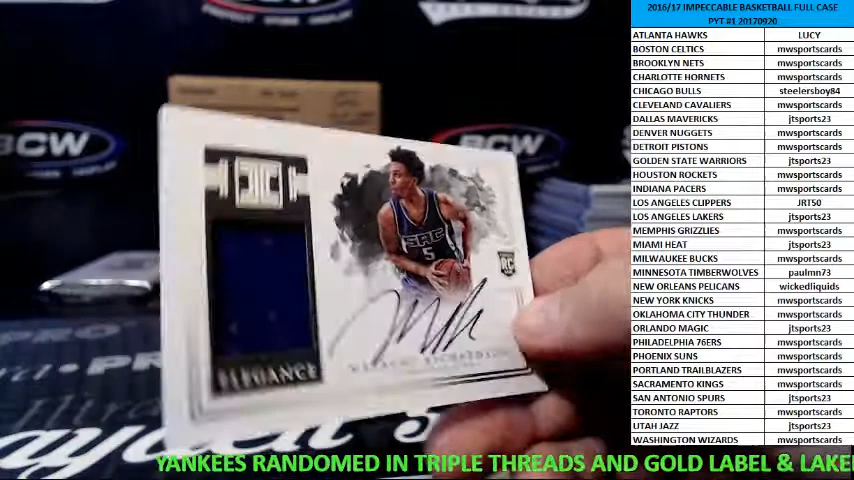 2016/17 IMPECCABLE BASKETBALL FULL CASE
PYT #1 20170920
ATLANTA HAWKS LUCY
BOSTON CELTICS mwsportscards
BROOKLYN NETS mwsportscards
CHARLOTTE HORNETS mwsportscards
CHICAGO BULLS steelersboy84
CLEVELAND CAVALIERS mwsportscards
DALLAS MAVERICKS jtsports23
DENVER NUGGETS mwsportscards
DETROIT PISTONS mwsportscards
GOLDEN STATE WARRIORS jtsports23
HOUSTON ROCKETS mwsportscards
INDIANA PACERS mwsportscards
LOS ANGELES CLIPPERS JRT50
LOS ANGELES LAKERS jtsports23
MEMPHIS GRIZZLIES mwsportscards
MIAMI HEAT jtsports23
MILWAUKEE BUCKS mwsportscards
MINNESOTA TIMBERWOLVES paulmn73
NEW ORLEANS PELICANS wickedliquids
NEW YORK KNICKS mwsportscards
OKLAHOMA CITY THUNDER mwsportscards
ORLANDO MAGIC jtsports23
PHILADELPHIA 76ERS mwsportscards
PHOENIX SUNS mwsportscards
PORTLAND TRAILBLAZERS mwsportscards
SACRAMENTO KINGS mwsportscards
SAN ANTONIO SPURS jtsports23
TORONTO RAPTORS mwsportscards
UTAH JAZZ jtsports23
WASHINGTON WIZARDS mwsportscards
BCW
BCW
SAC
5
RC
ELEGANCE
PRO
YANKEES RANDOMED IN TRIPLE THREADS AND GOLD LABEL & LAKE